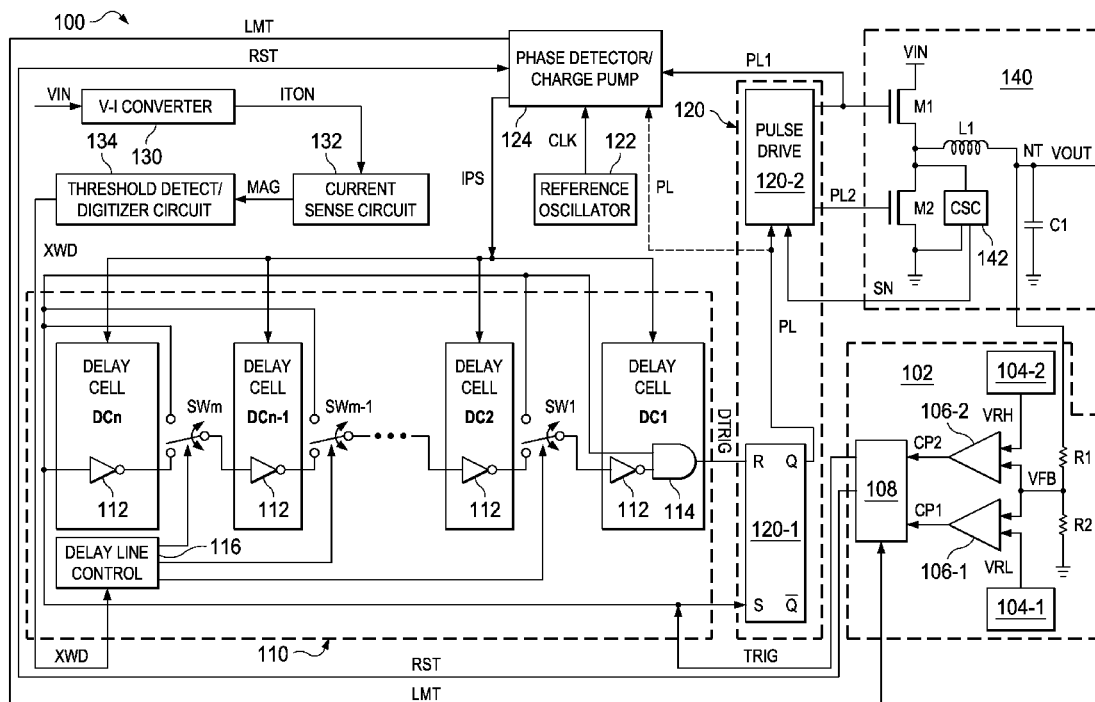 100
LMT
RST
PHASE DETECTOR/
CHARGE PUMP
124
PL1
VIN
140
M1
VIN
V-I CONVERTER
130
ITON
134
132
THRESHOLD DETECT/
DIGITIZER CIRCUIT
MAG
CURRENT
SENSE CIRCUIT
IPS
CLK
122
REFERENCE
OSCILLATOR
PL
120
PULSE
DRIVE
120-2
PL2
L1
NT
VOUT
M2
CSC
142
C1
SN
XWD
PL
DELAY
CELL
DCn
SWm
DELAY
CELL
DCn-1
SWm-1
DELAY
CELL
DC2
SW1
DELAY
CELL
DC1
DTRIG
112
112
112
112
114
R
Q
120-1
S
Q
DELAY LINE
CONTROL
116
XWD
110
RST
LMT
TRIG
102
104-2
106-2
VRH
CP2
108
VFB
R1
CP1
R2
106-1
VRL
104-1